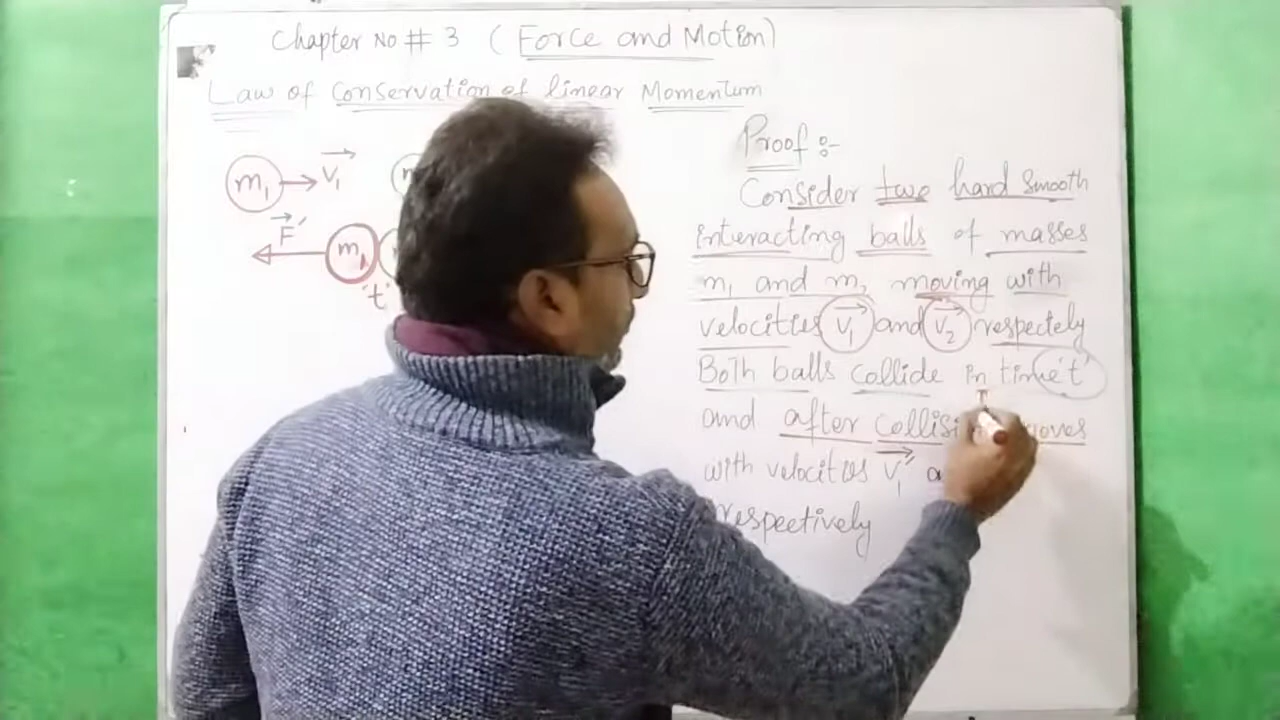 Chapter No # 3 (Force and Motion)
Law of Conservation of linear Momentum
m₁ → V₁
F'
m₁
't'
Proof :-
Consider two hard smooth
interacting balls of masses
m₁ and m₂ moving with
velocities V₁ and V₂ respectely
Both balls collide in time 't'
and after moves
with velocities V₁'
respectively